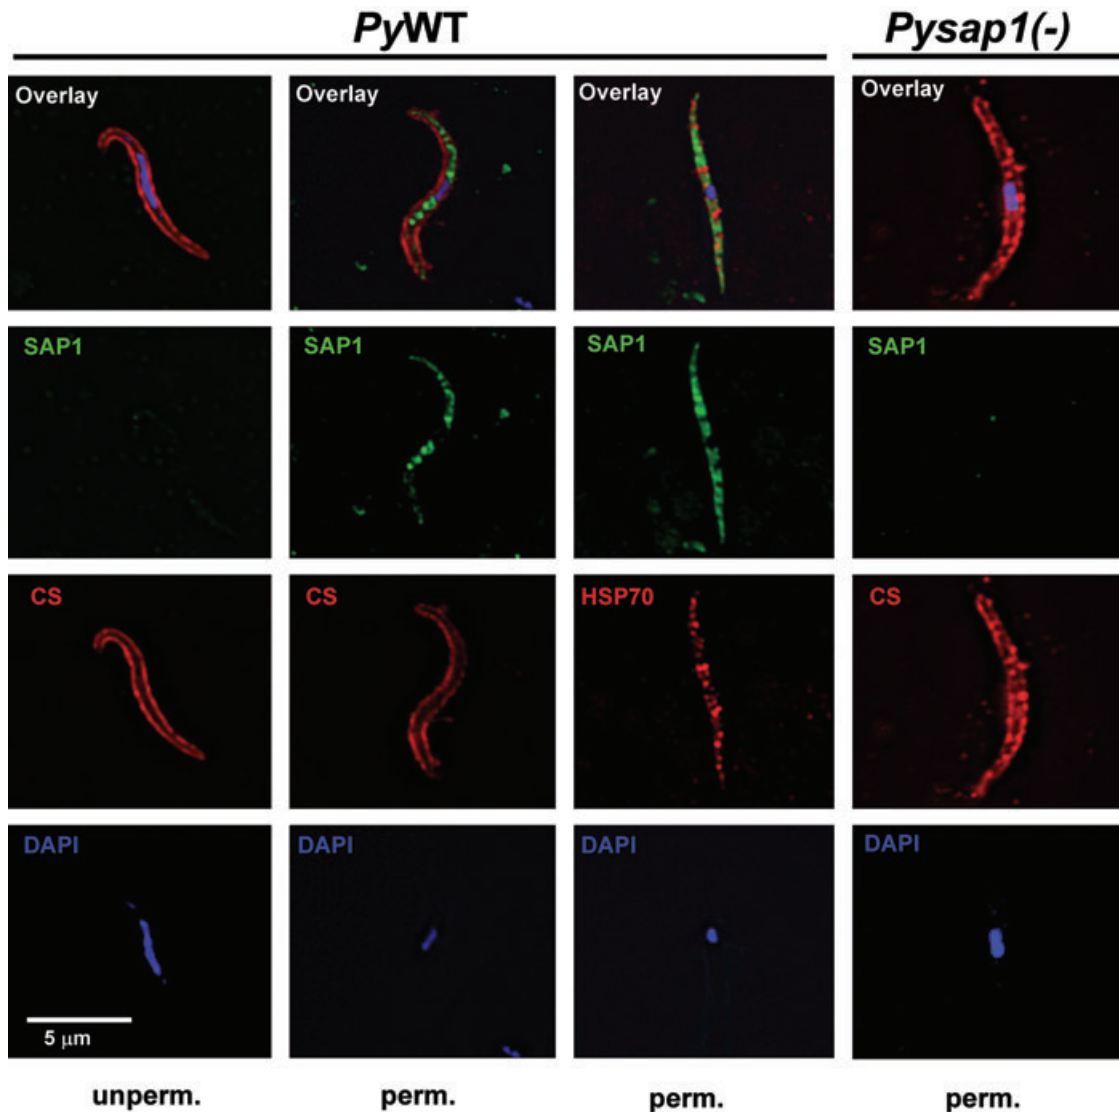 PyWT Pysap1(-)
Overlay Overlay Overlay Overlay
SAP1 SAP1 SAP1 SAP1
CS CS HSP70 CS
DAPI DAPI DAPI DAPI
5 μm
unperm. perm. perm. perm.